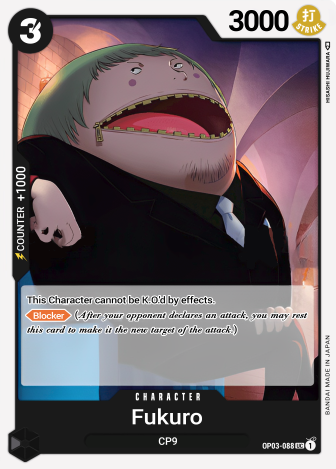 3
3000
打
STRIKE
HISASHI HUJIWARA
COUNTER +1000
This Character cannot be K.O.'d by effects.
Blocker (After your opponent declares an attack, you may rest
this card to make it the new target of the attack.)
BANDAI MADE IN JAPAN
CHARACTER
Fukuro
CP9
OP03-088 UC 1